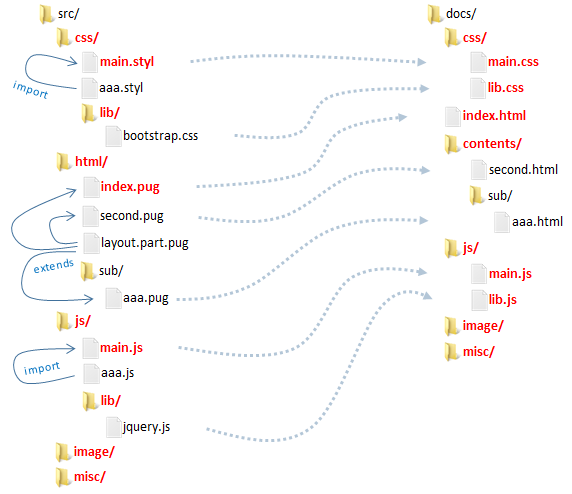 src/
css/
main.styl
import
aaa.styl
lib/
bootstrap.css
html/
index.pug
second.pug
layout.part.pug
extends
sub/
aaa.pug
js/
main.js
import
aaa.js
lib/
jquery.js
image/
misc/
docs/
css/
main.css
lib.css
index.html
contents/
second.html
sub/
aaa.html
js/
main.js
lib.js
image/
misc/